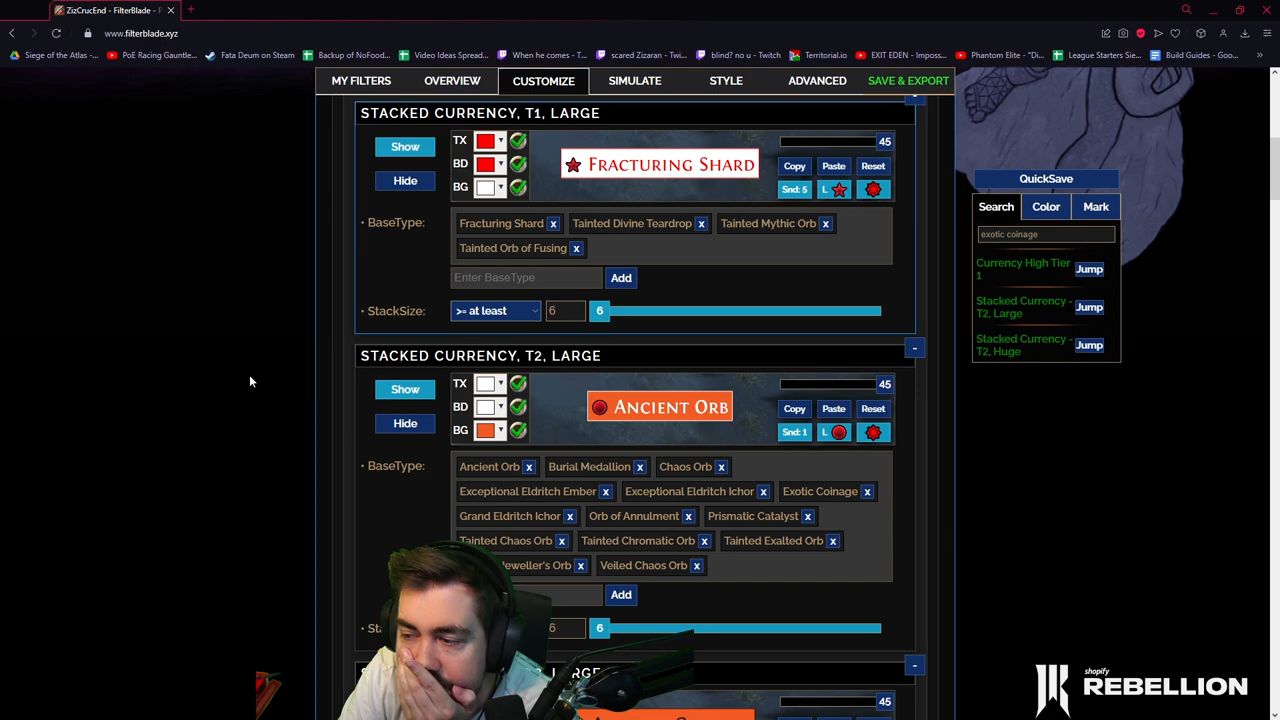 ZizCrucEnd - FilterBlade - P
www.filterblade.xyz
Siege of the Atlas -...
PoE Racing Gauntle...
Fata Deum on Steam
Backup of NoFood...
Video Ideas-Spread...
When he comes - T...
scared Zizaran - Twi...
blind? no u - Twitch
Territorial.io
EXIT EDEN - Imposs...
Phantom Elite - "Di...
League Starters Sie...
Build Guides - Goo...
MY FILTERS
OVERVIEW
CUSTOMIZE
SIMULATE
STYLE
ADVANCED
SAVE & EXPORT
STACKED CURRENCY, T1, LARGE
-
Show
Hide
TX
BD
BG
FRACTURING SHARD
45
Copy
Paste
Reset
Snd: 5
L
• BaseType:
Fracturing Shard x
Tainted Divine Teardrop x
Tainted Mythic Orb x
Tainted Orb of Fusing x
Enter BaseType
Add
• StackSize:
>= at least
6
6
STACKED CURRENCY, T2, LARGE
-
Show
Hide
TX
BD
BG
ANCIENT ORB
45
Copy
Paste
Reset
Snd: 1
L
• BaseType:
Ancient Orb x
Burial Medallion x
Chaos Orb x
Exceptional Eldritch Ember x
Exceptional Eldritch Ichor x
Exotic Coinage x
Grand Eldritch Ichor x
Orb of Annulment x
Prismatic Catalyst x
Tainted Chaos Orb x
Tainted Chromatic Orb x
Tainted Exalted Orb x
Jeweller's Orb x
Veiled Chaos Orb x
Add
• St
6
6
LARGE
-
45
QuickSave
Search
Color
Mark
exotic coinage
Currency High Tier
1
Jump
Stacked Currency -
T2, Large
Jump
Stacked Currency -
T2, Huge
Jump
shopify
REBELLION